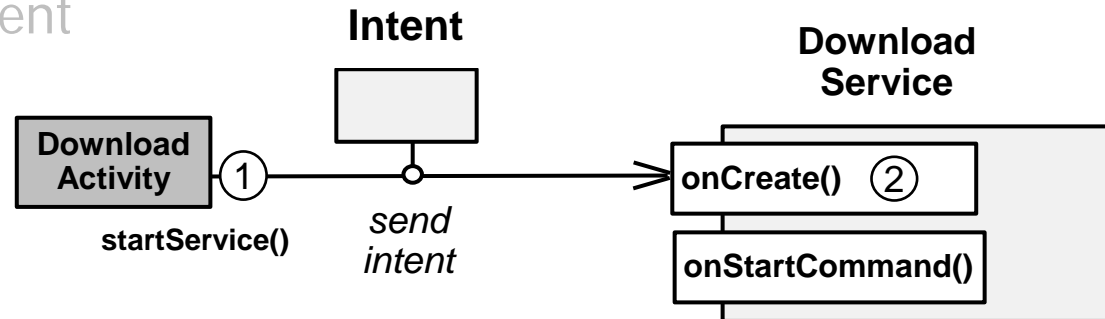 ent
Intent
Download
Service
Download
Activity
1
startService()
send
intent
onCreate()
2
onStartCommand()